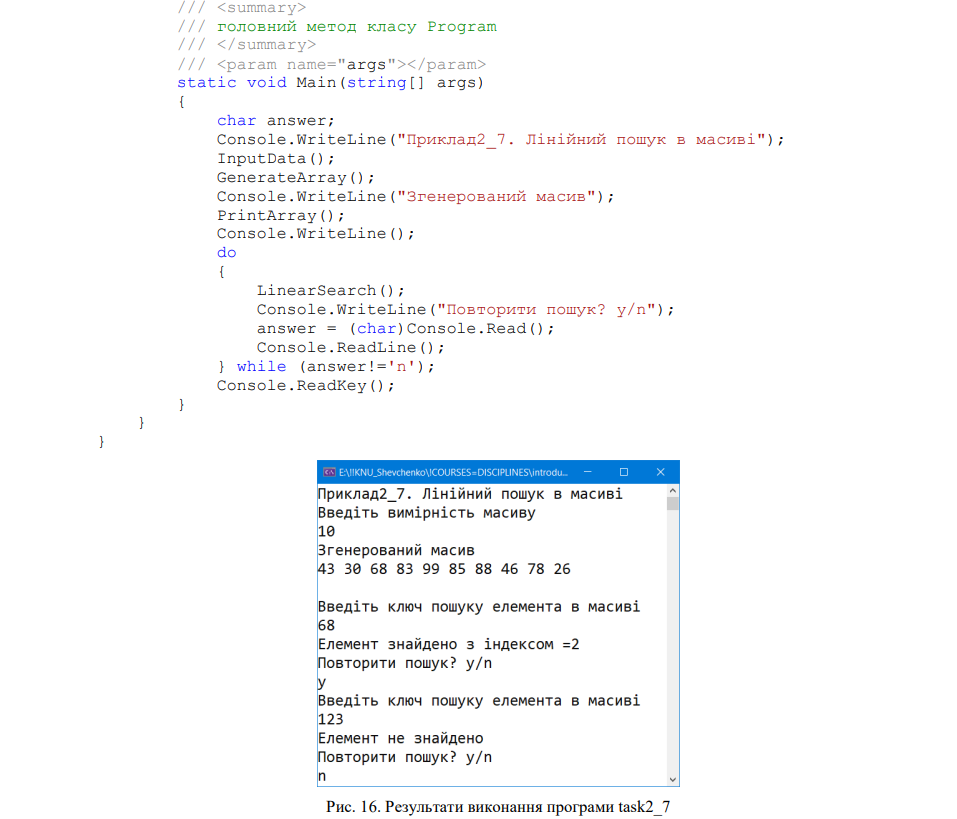 /// <summary>
/// головний метод класу Program
/// </summary>
/// <param name="args"></param>
static void Main(string[] args)
{
char answer;
Console.WriteLine("Приклад2_7. Лінійний пошук в масиві");
InputData();
GenerateArray();
Console.WriteLine("Згенерований масив");
PrintArray();
Console.WriteLine();
do
{
LinearSearch();
Console.WriteLine("Повторити пошук? y/n");
answer = (char)Console.Read();
Console.ReadLine();
} while (answer!='n');
Console.ReadKey();
}
}
}
E:\!!KNU_Shevchenko\!COURSES=DISCIPLINES\introdu...
Приклад2_7. Лінійний пошук в масиві
Введіть вимірність масиву
10
Згенерований масив
43 30 68 83 99 85 88 46 78 26
Введіть ключ пошуку елемента в масиві
68
Елемент знайдено з індексом =2
Повторити пошук? y/n
y
Введіть ключ пошуку елемента в масиві
123
Елемент не знайдено
Повторити пошук? y/n
n
Рис. 16. Результати виконання програми task2_7